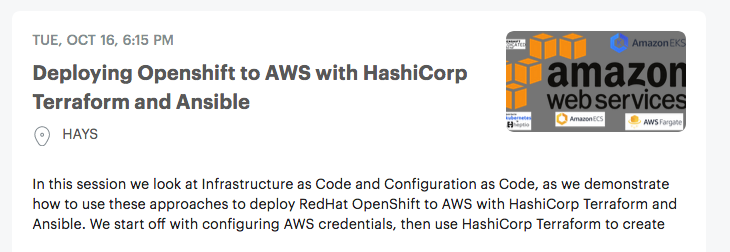 TUE, OCT 16, 6:15 PM
Deploying Openshift to AWS with HashiCorp
Terraform and Ansible
HAYS
Amazon EKS
amazon
web services
kubernetes
heptio
Amazon ECS
AWS Fargate
In this session we look at Infrastructure as Code and Configuration as Code, as we demonstrate
how to use these approaches to deploy RedHat OpenShift to AWS with HashiCorp Terraform and
Ansible. We start off with configuring AWS credentials, then use HashiCorp Terraform to create